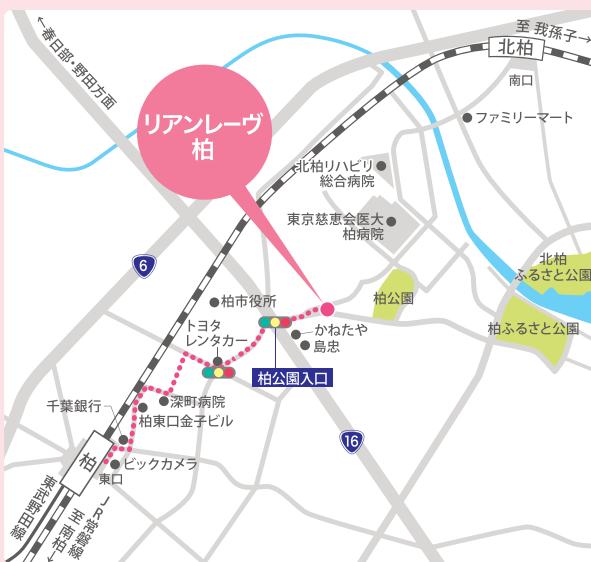 至 我孫子→
北柏
南口
←春日部・野田方面
ファミリーマート
リアンレーヴ
柏
北柏リハビリ
総合病院
東京慈恵会医大
柏病院
6
北柏
ふるさと公園
柏市役所
柏公園
トヨタ
レンタカー
かねたや
島忠
柏ふるさと公園
柏公園入口
千葉銀行
深町病院
柏東口金子ビル
16
柏
ビックカメラ
東口
東武野田線
JR常磐線
至 南柏←